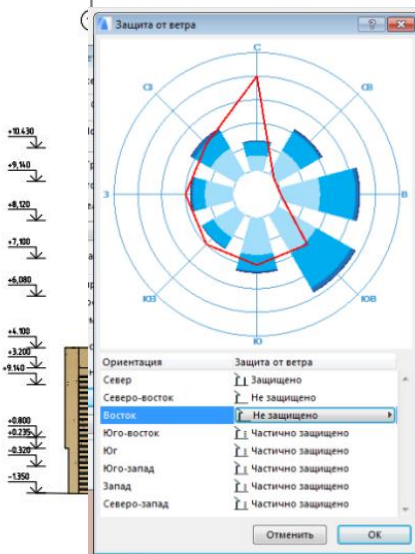 Защита от ветра
С
СЗ
СВ
З
В
ЮЗ
ЮВ
Ю
+10.430
+9,140
+8,120
+7,100
+6,080
+4.100
+3.200
+9.140
+0.800
+0.235
-0.320
-1.350
Ориентация Защита от ветра
Север Защищено
Северо-восток Не защищено
Восток Не защищено
Юго-восток Частично защищено
Юг Частично защищено
Юго-запад Частично защищено
Запад Частично защищено
Северо-запад Частично защищено
Отменить OK